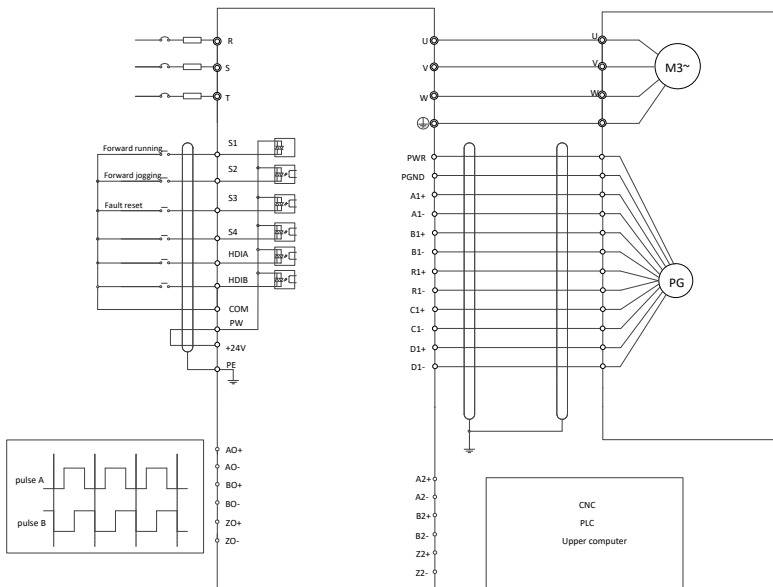 R
S
T
U
V
W
U
V
W
M3~
Forward running
Forward jogging
Fault reset
S1
S2
S3
S4
HDIA
HDIB
COM
PW
+24V
PE
PWR
PGND
A1+
A1-
B1+
B1-
R1+
R1-
C1+
C1-
D1+
D1-
PG
pulse A
pulse B
AO+
AO-
BO+
BO-
ZO+
ZO-
A2+
A2-
B2+
B2-
Z2+
Z2-
CNC
PLC
Upper computer